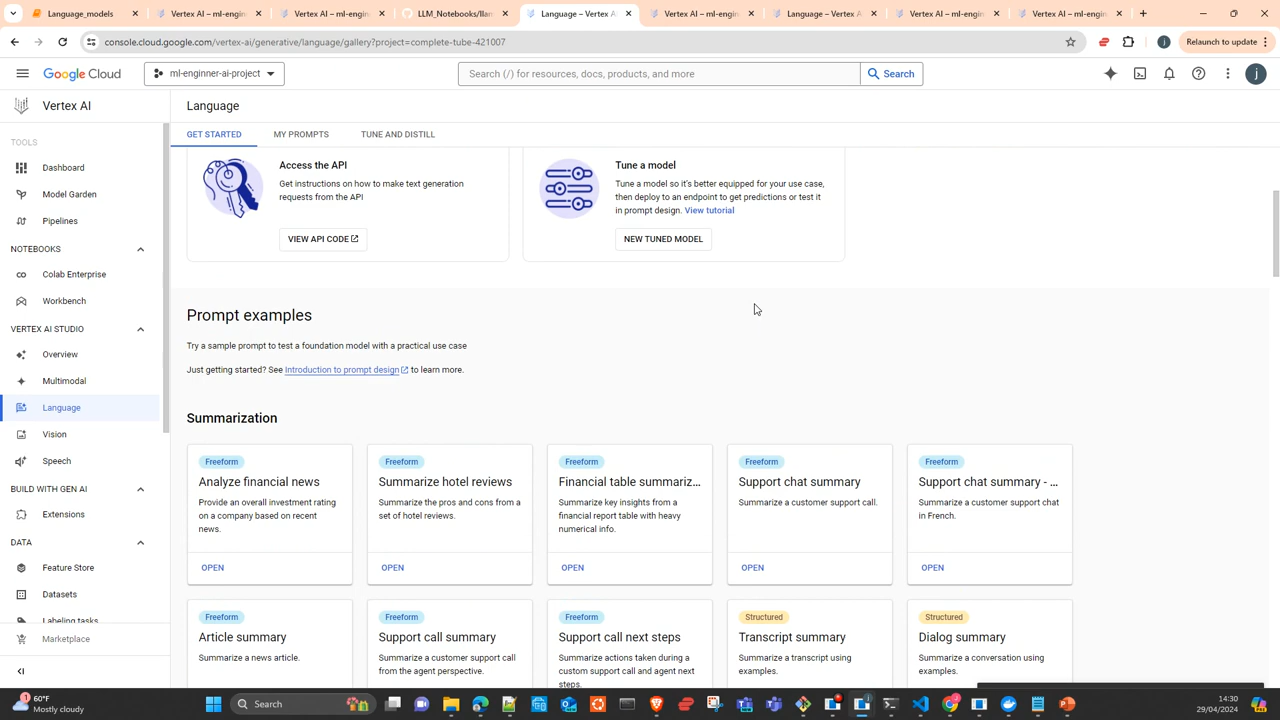 Language_models
Vertex AI – ml-enginner
Vertex AI – ml-enginn
LLM_Notebooks/llan
Language – Vertex A
Vertex AI – ml-enginn
Language – Vertex A
Vertex AI – ml-enginn
Vertex AI – ml-enginn
console.cloud.google.com/vertex-ai/generative/language/gallery?project=complete-tube-421007
Relaunch to update
Google Cloud
ml-enginner-ai-project
Search (/) for resources, docs, products, and more
Search
j
Vertex AI
Language
TOOLS
GET STARTED
MY PROMPTS
TUNE AND DISTILL
Dashboard
Model Garden
Pipelines
NOTEBOOKS
Colab Enterprise
Workbench
VERTEX AI STUDIO
Overview
Multimodal
Language
Vision
Speech
BUILD WITH GEN AI
Extensions
DATA
Feature Store
Datasets
Labeling tasks
Marketplace
Access the API
Get instructions on how to make text generation
requests from the API
VIEW API CODE
Tune a model
Tune a model so it's better equipped for your use case,
then deploy to an endpoint to get predictions or test it
in prompt design. View tutorial
NEW TUNED MODEL
Prompt examples
Try a sample prompt to test a foundation model with a practical use case
Just getting started? See Introduction to prompt design to learn more.
Summarization
Freeform
Analyze financial news
Provide an overall investment rating
on a company based on recent
news.
OPEN
Freeform
Summarize hotel reviews
Summarize the pros and cons from a
set of hotel reviews.
OPEN
Freeform
Financial table summariz...
Summarize key insights from a
financial report table with heavy
numerical info.
OPEN
Freeform
Support chat summary
Summarize a customer support call.
OPEN
Freeform
Support chat summary - ...
Summarize a customer support chat
in French.
OPEN
Freeform
Article summary
Summarize a news article.
Freeform
Support call summary
Summarize a customer support call
from the agent perspective.
Freeform
Support call next steps
Summarize actions taken during a
custom support call and agent next
steps.
Structured
Transcript summary
Summarize a transcript using
examples.
Structured
Dialog summary
Summarize a conversation using
examples.
60°F
Mostly cloudy
Search
14:30
29/04/2024